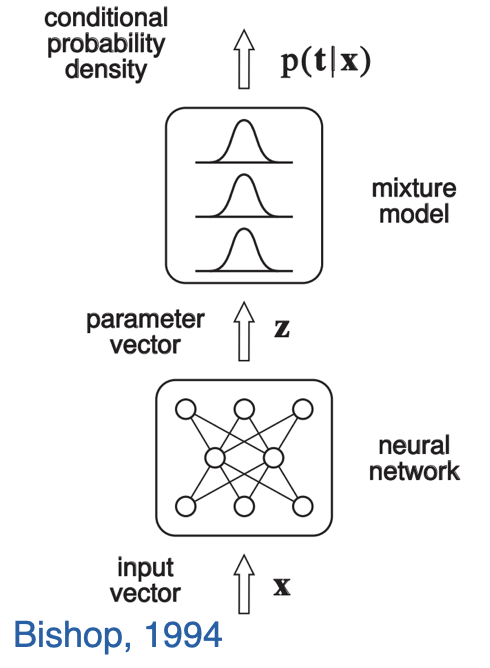 conditional
probability
density
p(t|x)
mixture
model
parameter
vector
z
neural
network
input
vector
x
Bishop, 1994